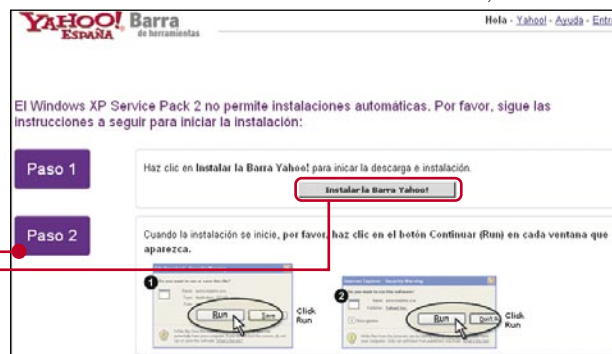 YAHOO! Barra
ESPAÑA de herramientas
Hola - Yahoo! - Ayuda - Entr
El Windows XP Service Pack 2 no permite instalaciones automáticas. Por favor, sigue las
instrucciones a seguir para iniciar la instalación:
Paso 1
Haz clic en Instalar la Barra Yahoo! para inicar la descarga e instalación.
Instalar la Barra Yahoo!
Paso 2
Cuando la instalación se inicie, por favor, haz clic en el botón Continuar (Run) en cada ventana que
aparezca.
1
Run
Save
Click
Run
2
Run
Click
Run